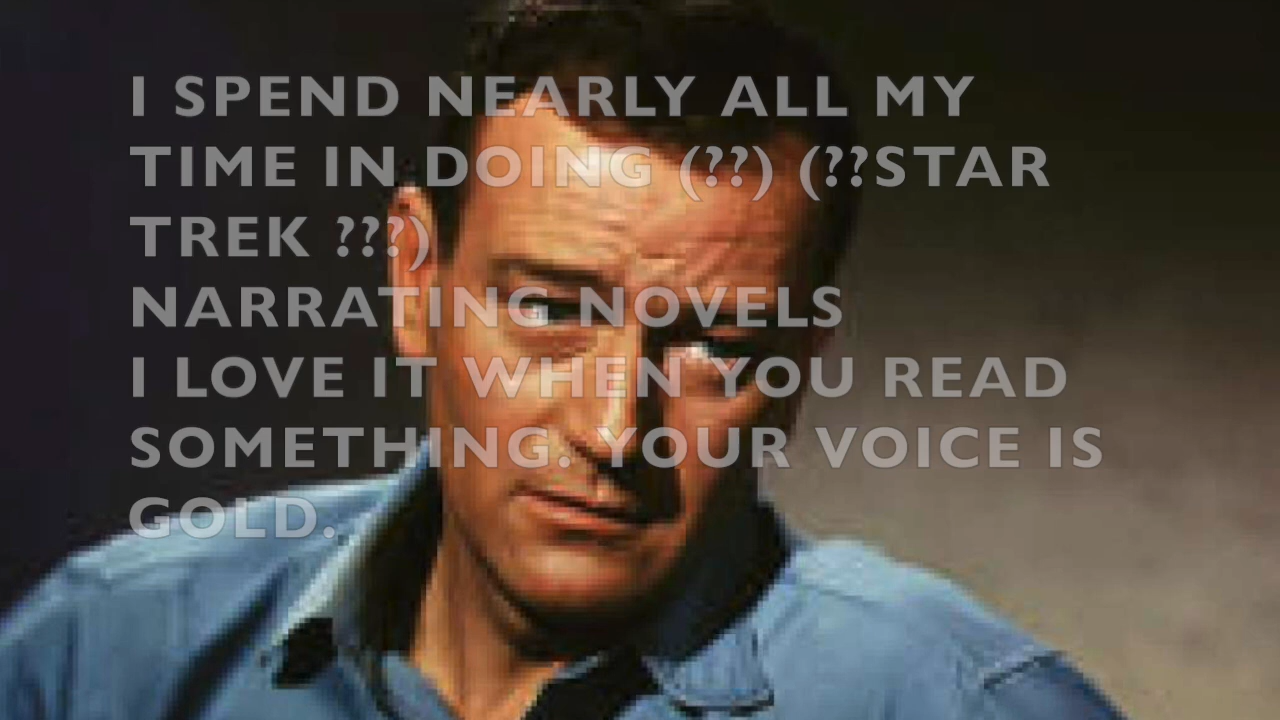 I SPEND NEARLY ALL MY
TIME IN DOING (??) (??STAR
TREK ???)
NARRATING NOVELS
I LOVE IT WHEN YOU READ
SOMETHING. YOUR VOICE IS
GOLD.